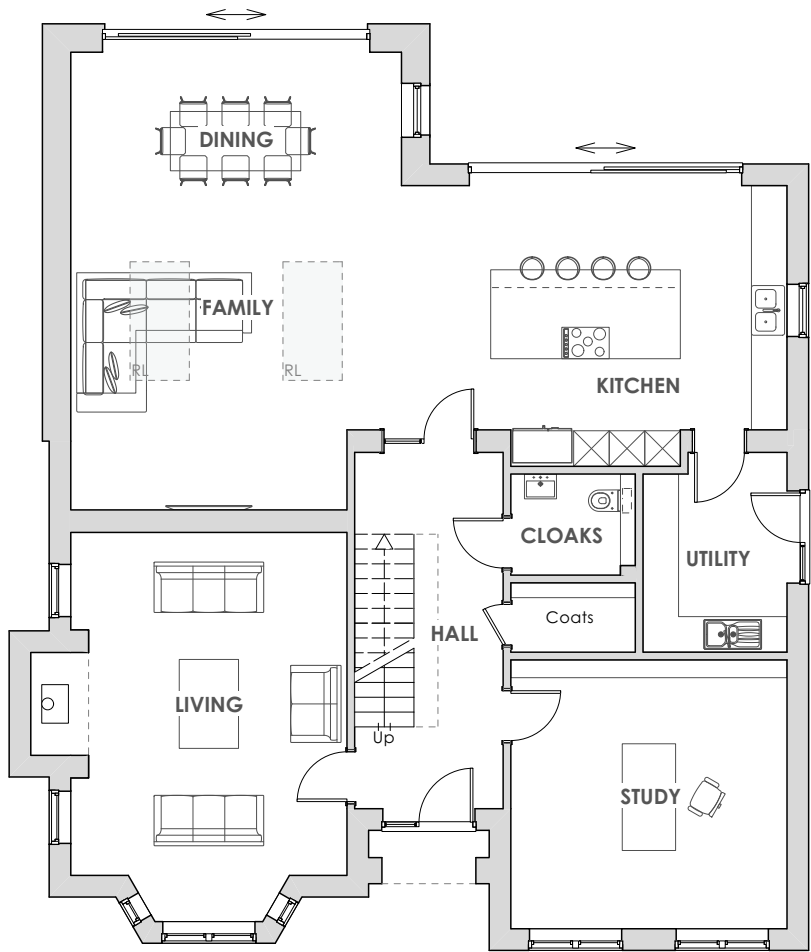 DINING
FAMILY
RL
RL
KITCHEN
CLOAKS
UTILITY
Coats
HALL
LIVING
Up
STUDY